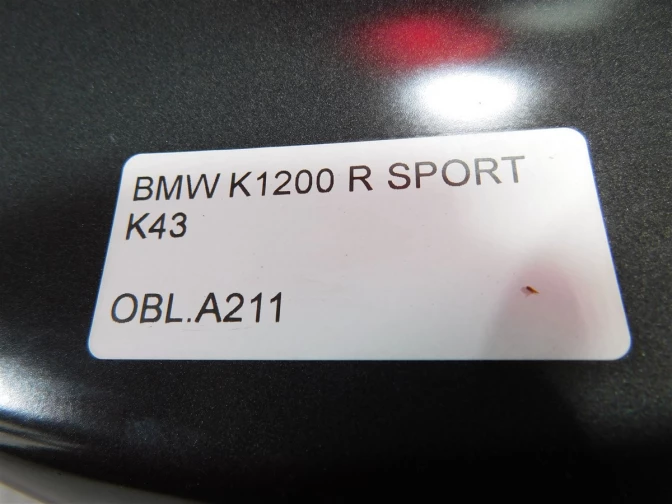 BMW K1200 R SPORT
K43
OBL.A211